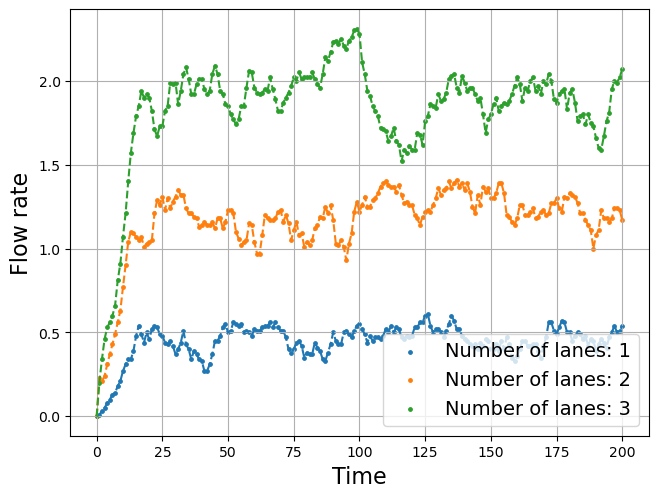 2.0
1.5
1.0
0.5
0.0
Flow rate
0 25 50 75 100 125 150 175 200
Time
Number of lanes: 1
Number of lanes: 2
Number of lanes: 3